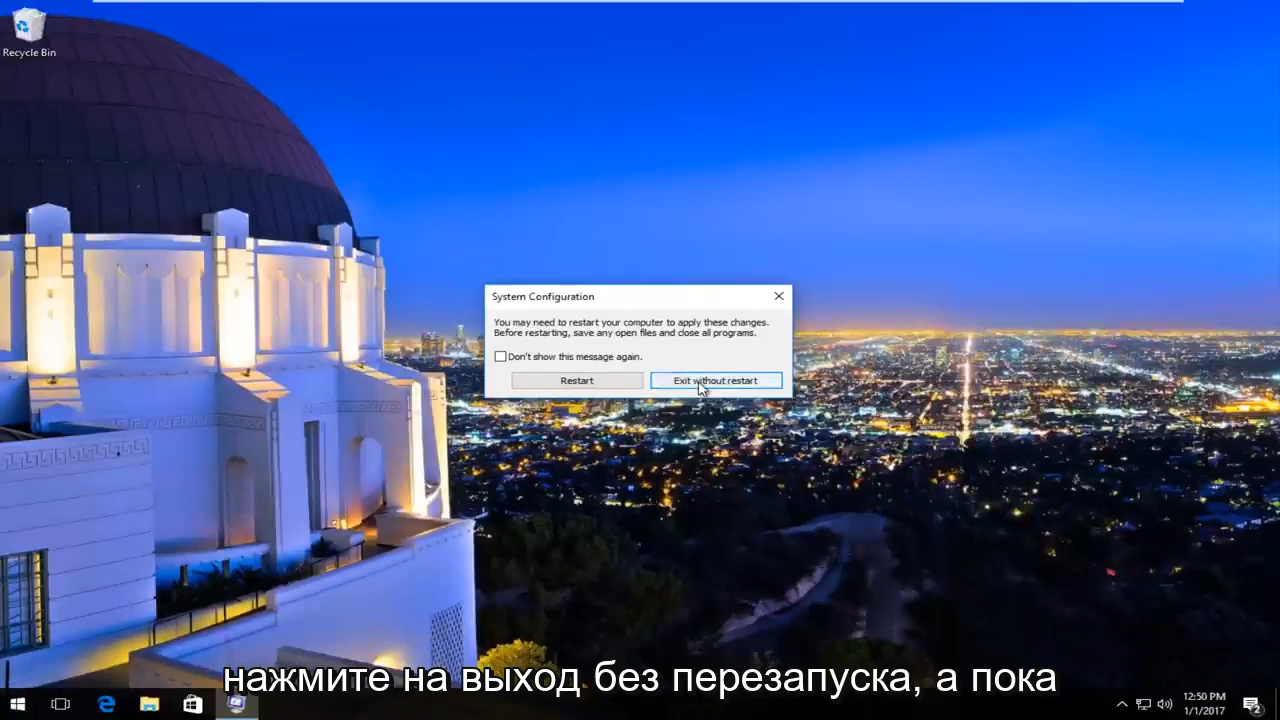 Recycle Bin
System Configuration
You may need to restart your computer to apply these changes.
Before restarting, save any open files and close all programs.
Don't show this message again.
Restart
Exit without restart
нажмите на выход без перезапуска, а пока
12:50 PM
1/1/2017
2